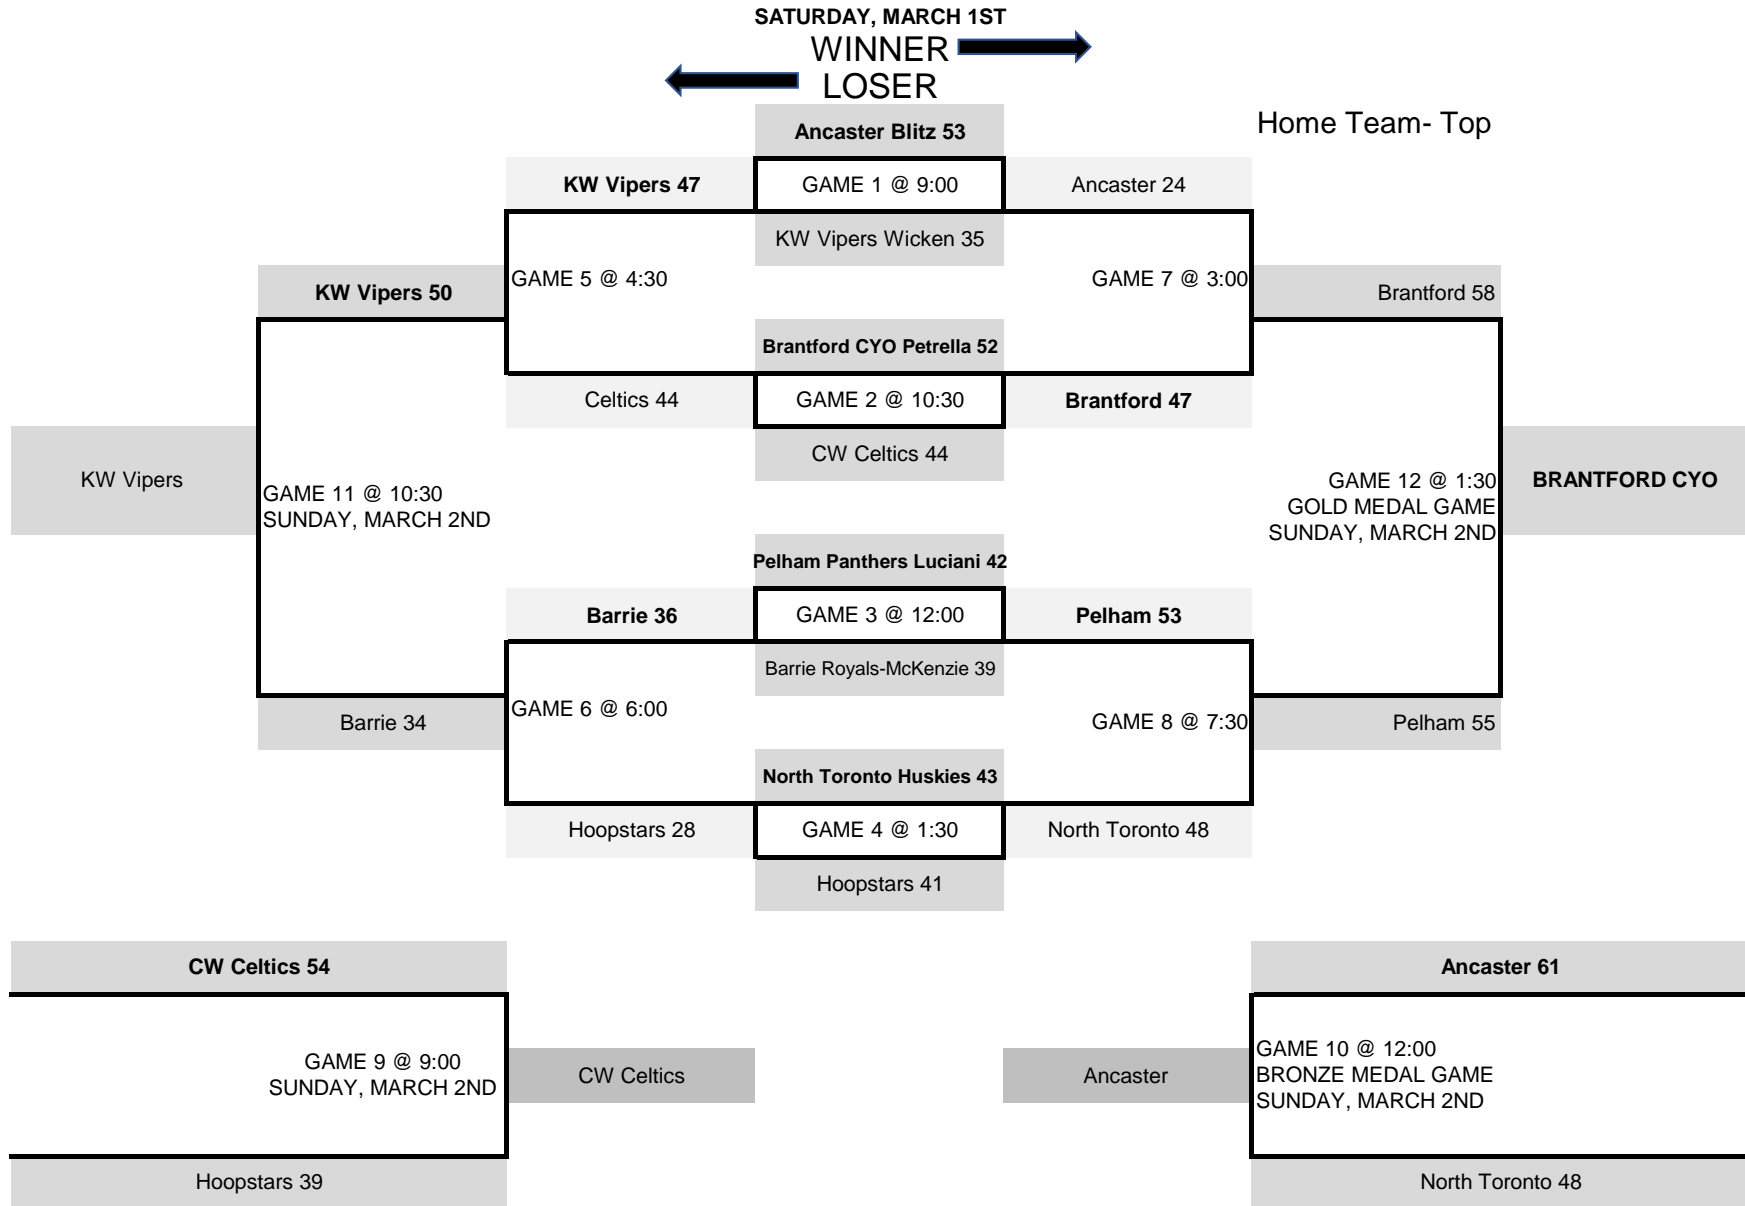 SATURDAY, MARCH 1ST
WINNER
LOSER
Home Team- Top
Ancaster Blitz 53
KW Vipers 47
GAME 1 @ 9:00
Ancaster 24
KW Vipers Wicken 35
KW Vipers 50
GAME 5 @ 4:30
GAME 7 @ 3:00
Brantford 58
Brantford CYO Petrella 52
Celtics 44
GAME 2 @ 10:30
Brantford 47
CW Celtics 44
KW Vipers
GAME 11 @ 10:30
SUNDAY, MARCH 2ND
GAME 12 @ 1:30
GOLD MEDAL GAME
SUNDAY, MARCH 2ND
BRANTFORD CYO
Pelham Panthers Luciani 42
Barrie 36
GAME 3 @ 12:00
Pelham 53
Barrie Royals-McKenzie 39
Barrie 34
GAME 6 @ 6:00
GAME 8 @ 7:30
Pelham 55
North Toronto Huskies 43
Hoopstars 28
GAME 4 @ 1:30
North Toronto 48
Hoopstars 41
CW Celtics 54
Ancaster 61
GAME 9 @ 9:00
SUNDAY, MARCH 2ND
CW Celtics
Ancaster
GAME 10 @ 12:00
BRONZE MEDAL GAME
SUNDAY, MARCH 2ND
Hoopstars 39
North Toronto 48